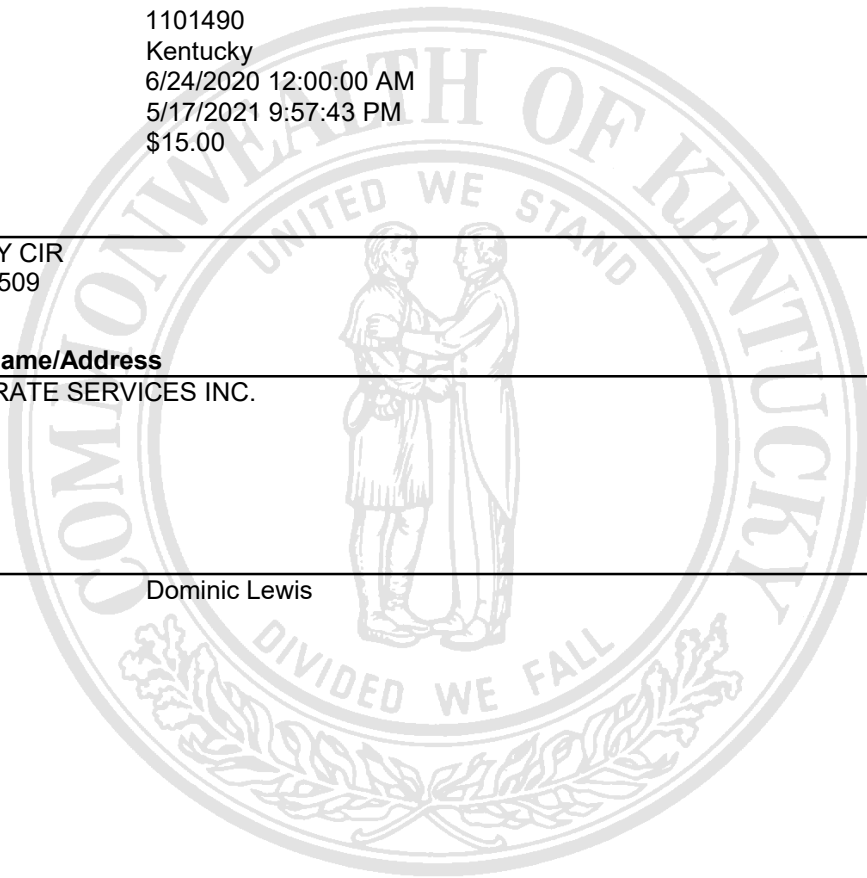 1101490
Kentucky
6/24/2020 12:00:00 AM
5/17/2021 9:57:43 PM
$15.00
COMMONWEALTH OF KENTUCKY
UNITED WE STAND
Y CIR
509
ame/Address
RATE SERVICES INC.
Dominic Lewis
DIVIDED WE FALL